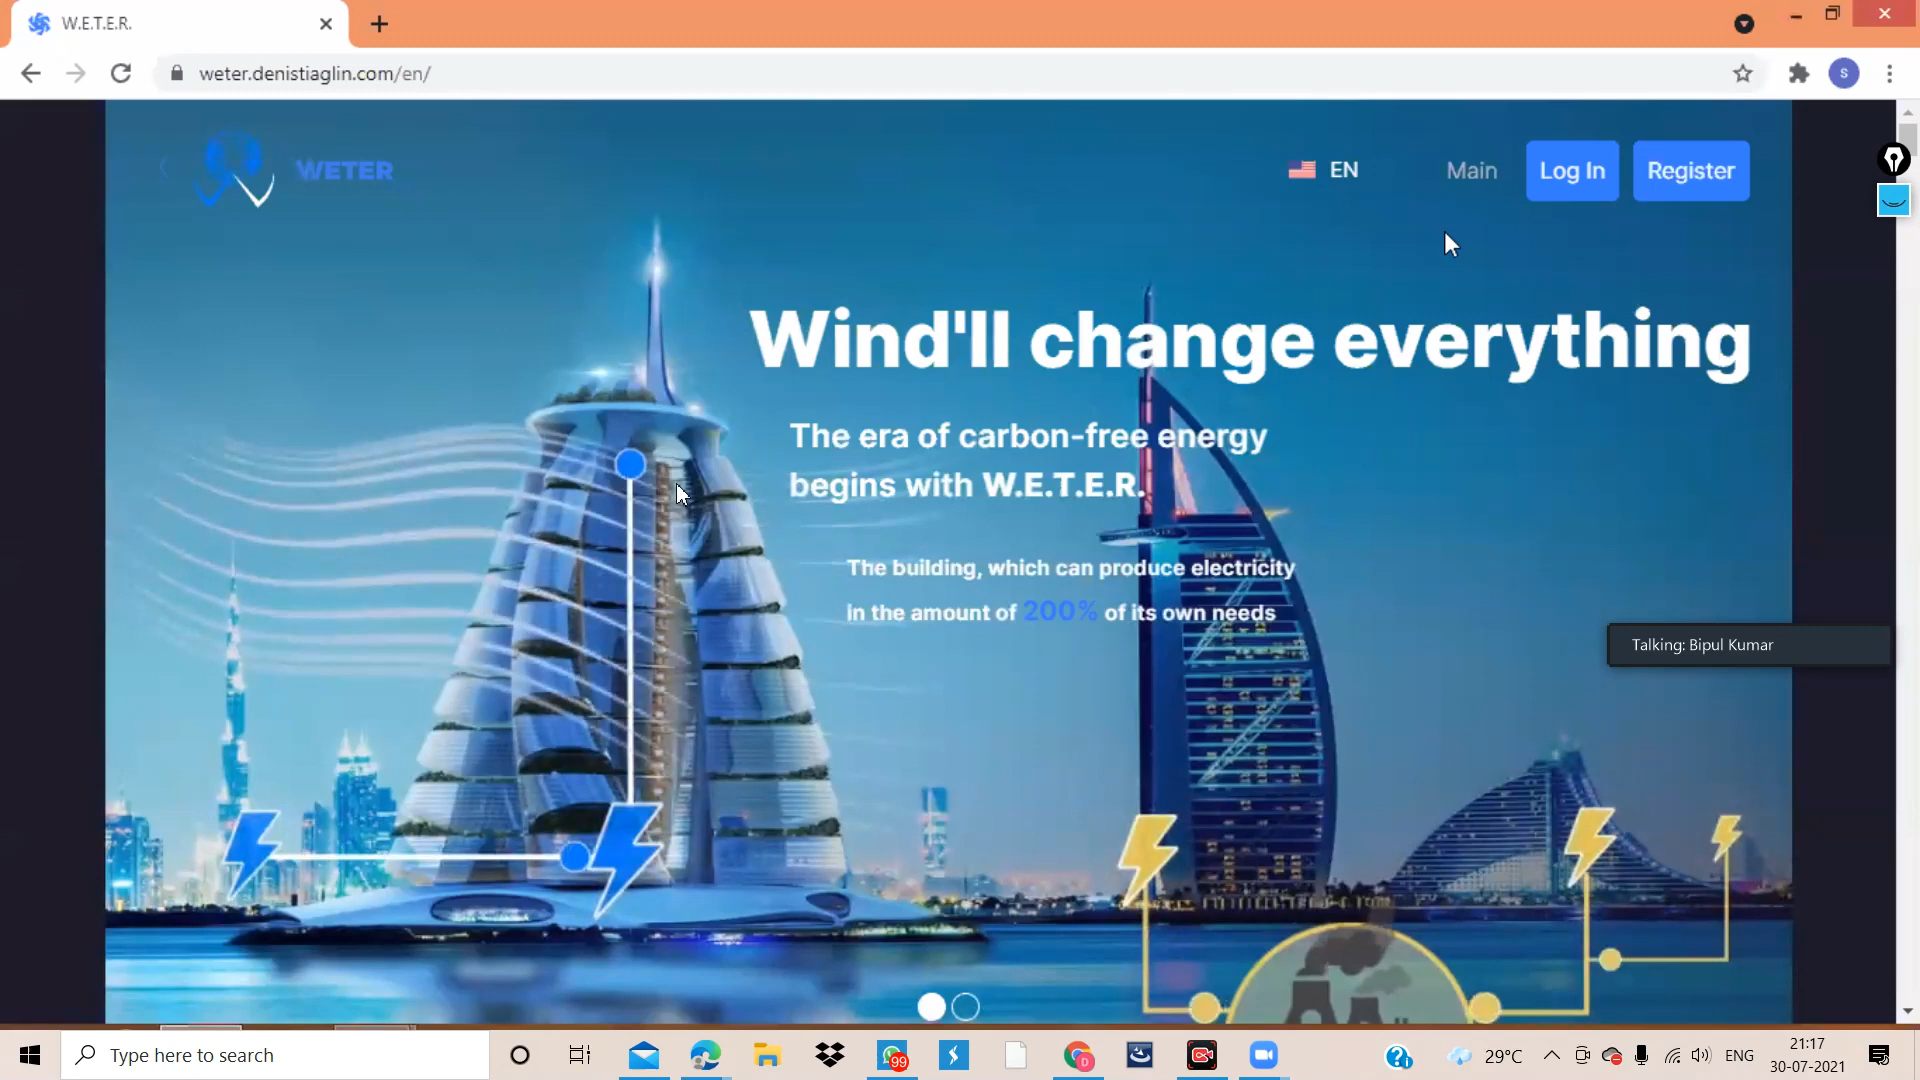 W.E.T.E.R.
weter.denistiaglin.com/en/
S
WETER
EN
Main
Log In
Register
Wind'll change everything
The era of carbon-free energy
begins with W.E.T.E.R.
The building, which can produce electricity
in the amount of 200% of its own needs
Talking: Bipul Kumar
Type here to search
99
D
29°C
ENG
21:17
30-07-2021